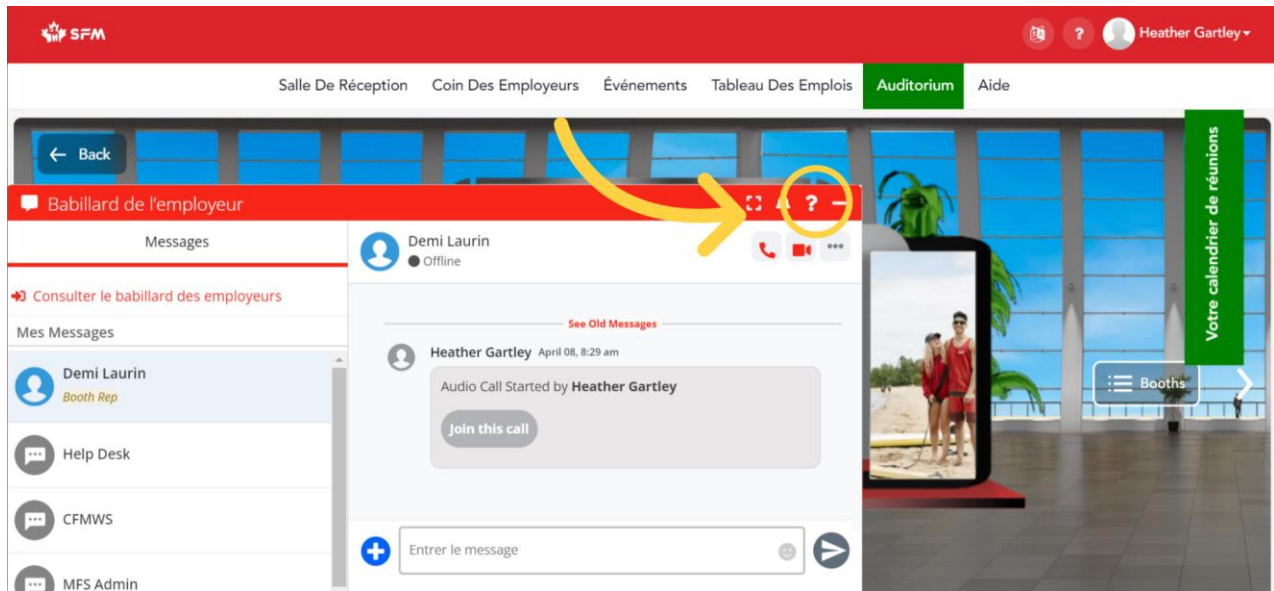 SFM
?
Heather Gartley
Salle De Réception Coin Des Employeurs Événements Tableau Des Emplois Auditorium Aide
← Back
Votre calendrier de réunions
Babillard de l'employeur
?
Messages
Consulter le babillard des employeurs
Mes Messages
Demi Laurin
Booth Rep
Help Desk
CFMWS
MFS Admin
Demi Laurin
Offline
See Old Messages
Heather Gartley April 08, 8:29 am
Audio Call Started by Heather Gartley
Join this call
Entrer le message
Booths